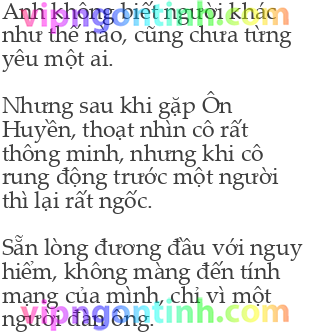 Anh không biết người khác
như thế nào, cũng chưa từng
yêu một ai.
Nhưng sau khi gặp Ôn
Huyền, thoạt nhìn cô rất
thông minh, nhưng khi cô
rung động trước một người
thì lại rất ngốc.
Sẵn lòng đương đầu với nguy
hiểm, không màng đến tính
mạng của mình, chỉ vì một
người đàn ông.
vipngontinh.com
vipngontinh.com